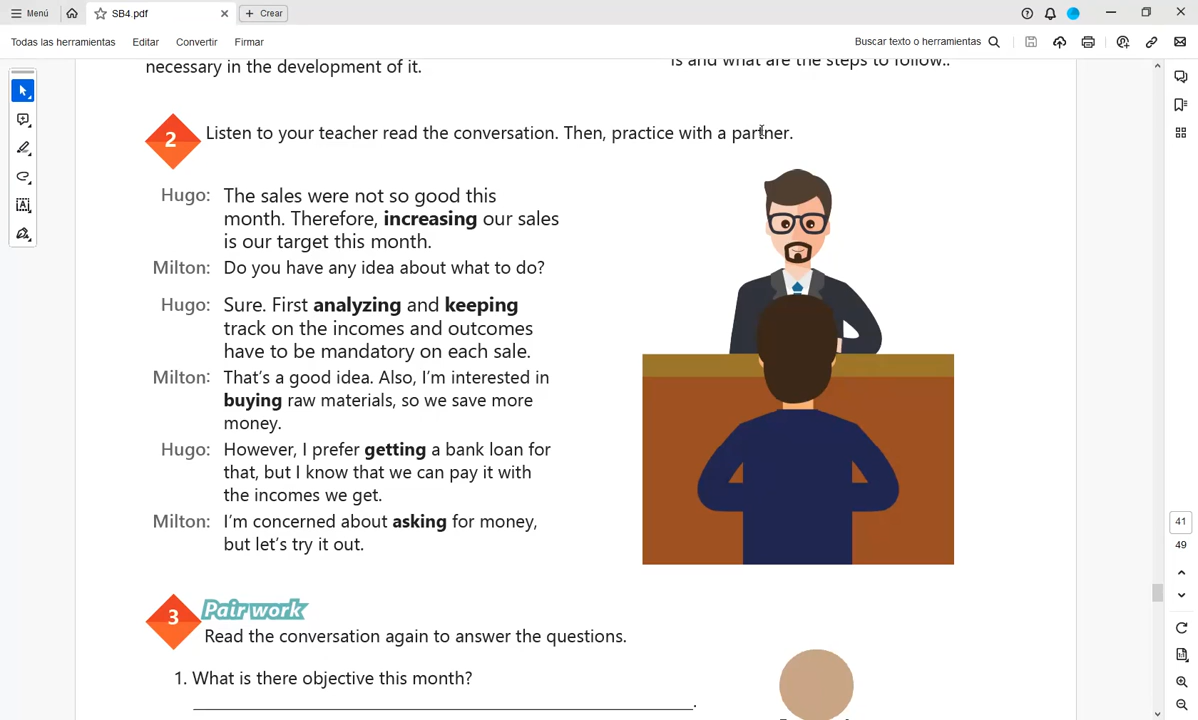 Menú
SB4.pdf
Crear
Todas las herramientas
Editar
Convertir
Firmar
Buscar texto o herramientas
necessary in the development of it.
is and what are the steps to follow..
2
Listen to your teacher read the conversation. Then, practice with a partner.
Hugo: The sales were not so good this
month. Therefore, increasing our sales
is our target this month.
Milton: Do you have any idea about what to do?
Hugo: Sure. First analyzing and keeping
track on the incomes and outcomes
have to be mandatory on each sale.
Milton: That's a good idea. Also, I'm interested in
buying raw materials, so we save more
money.
Hugo: However, I prefer getting a bank loan for
that, but I know that we can pay it with
the incomes we get.
Milton: I'm concerned about asking for money,
but let's try it out.
3
Pair work
Read the conversation again to answer the questions.
1. What is there objective this month?
41
49